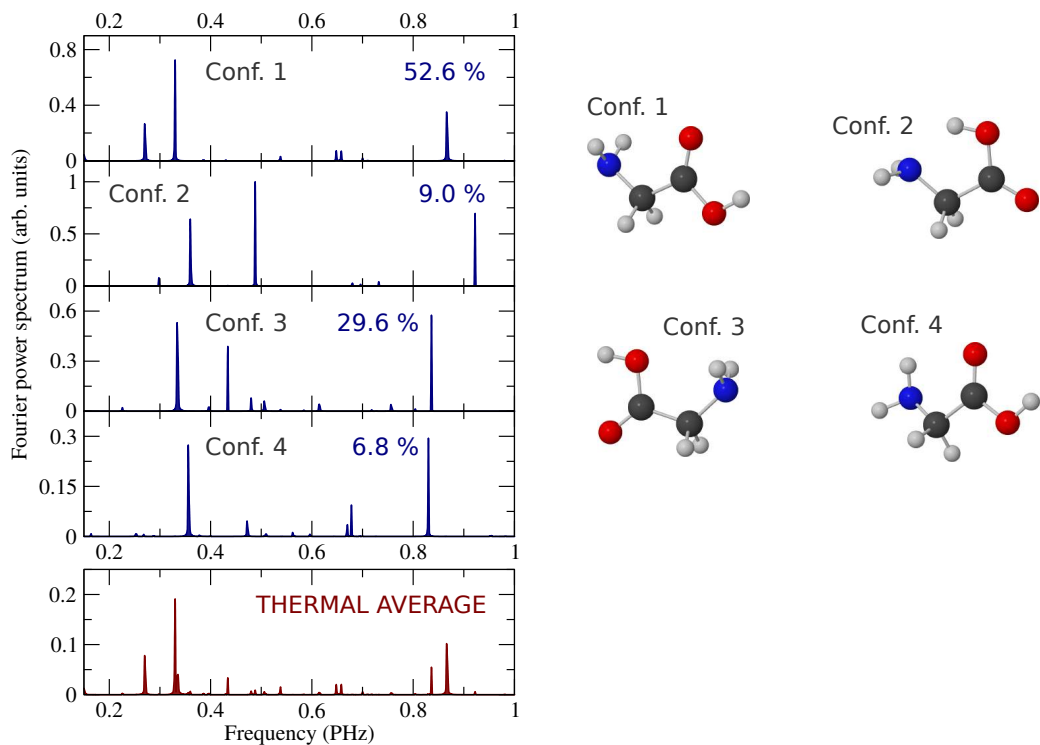 0.2 0.4 0.6 0.8 1
Fourier power spectrum (arb. units)
0.8
0.4
0
Conf. 1 52.6 %
1
0.5
0
Conf. 2 9.0 %
0.6
0.3
0
Conf. 3 29.6 %
0.3
0.15
0
Conf. 4 6.8 %
0.2 0.4 0.6 0.8 1
0.2
0.1
0
THERMAL AVERAGE
0.2 0.4 0.6 0.8 1
Frequency (PHz)
Conf. 1
Conf. 2
Conf. 3
Conf. 4